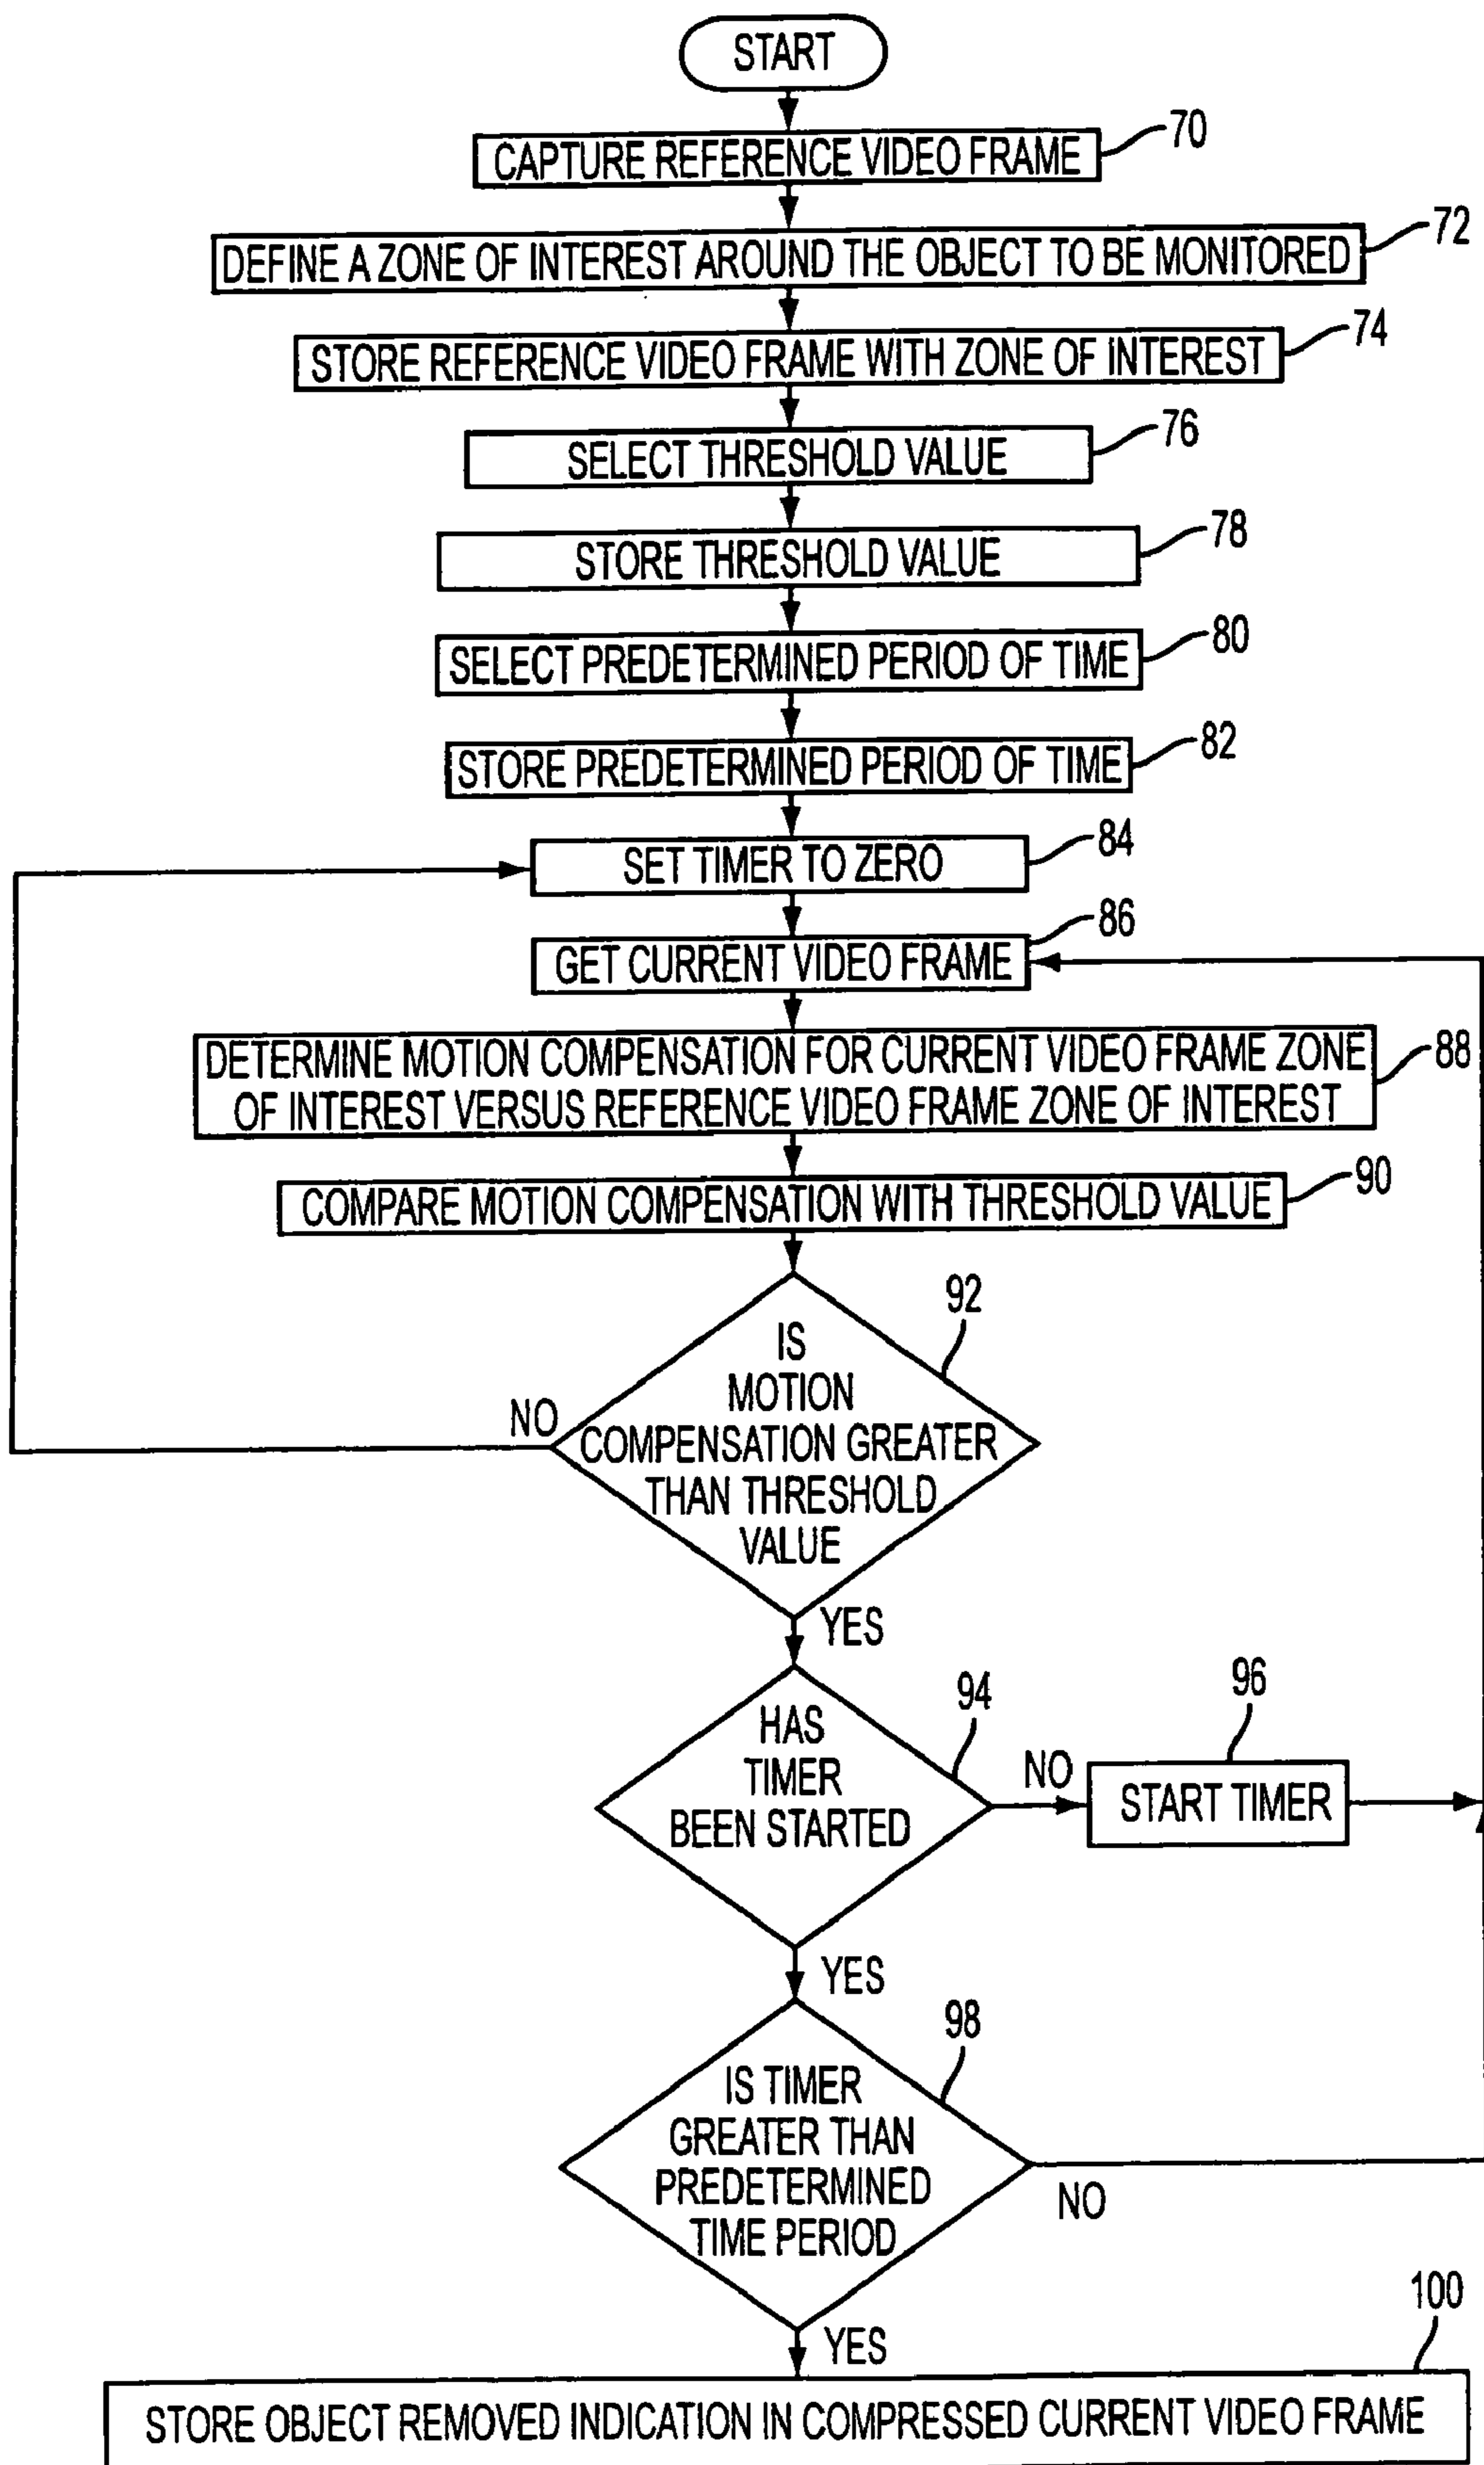 START
CAPTURE REFERENCE VIDEO FRAME
70
DEFINE A ZONE OF INTEREST AROUND THE OBJECT TO BE MONITORED
72
STORE REFERENCE VIDEO FRAME WITH ZONE OF INTEREST
74
SELECT THRESHOLD VALUE
76
STORE THRESHOLD VALUE
78
SELECT PREDETERMINED PERIOD OF TIME
80
STORE PREDETERMINED PERIOD OF TIME
82
SET TIMER TO ZERO
84
GET CURRENT VIDEO FRAME
86
DETERMINE MOTION COMPENSATION FOR CURRENT VIDEO FRAME ZONE
OF INTEREST VERSUS REFERENCE VIDEO FRAME ZONE OF INTEREST
88
COMPARE MOTION COMPENSATION WITH THRESHOLD VALUE
90
IS
MOTION
COMPENSATION GREATER
THAN THRESHOLD
VALUE
92
NO
YES
HAS
TIMER
BEEN STARTED
94
NO
START TIMER
96
YES
IS TIMER
GREATER THAN
PREDETERMINED
TIME PERIOD
98
NO
YES
STORE OBJECT REMOVED INDICATION IN COMPRESSED CURRENT VIDEO FRAME
100